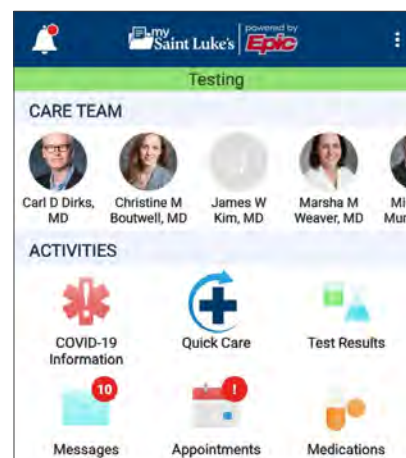 my
Saint Luke's
powered by
Epic
Testing
CARE TEAM
Carl D Dirks,
MD
Christine M
Boutwell, MD
James W
Kim, MD
Marsha M
Weaver, MD
ACTIVITIES
COVID-19
Information
Quick Care
Test Results
10
!
Messages
Appointments
Medications